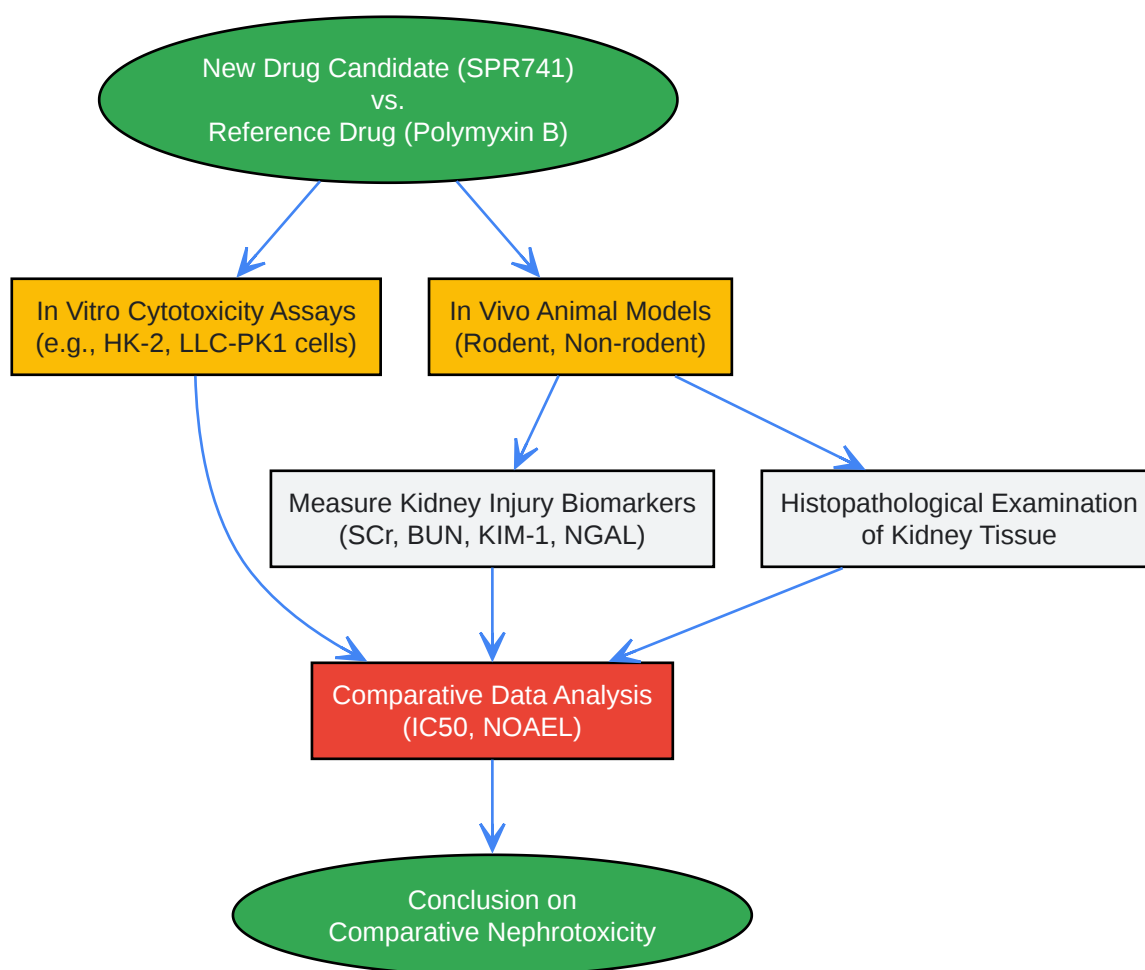 New Drug Candidate (SPR741)
vs.
Reference Drug (Polymyxin B)
In Vitro Cytotoxicity Assays
(e.g., HK-2, LLC-PK1 cells)
In Vivo Animal Models
(Rodent, Non-rodent)
Measure Kidney Injury Biomarkers
(SCr, BUN, KIM-1, NGAL)
Histopathological Examination
of Kidney Tissue
Comparative Data Analysis
(IC50, NOAEL)
Conclusion on
Comparative Nephrotoxicity